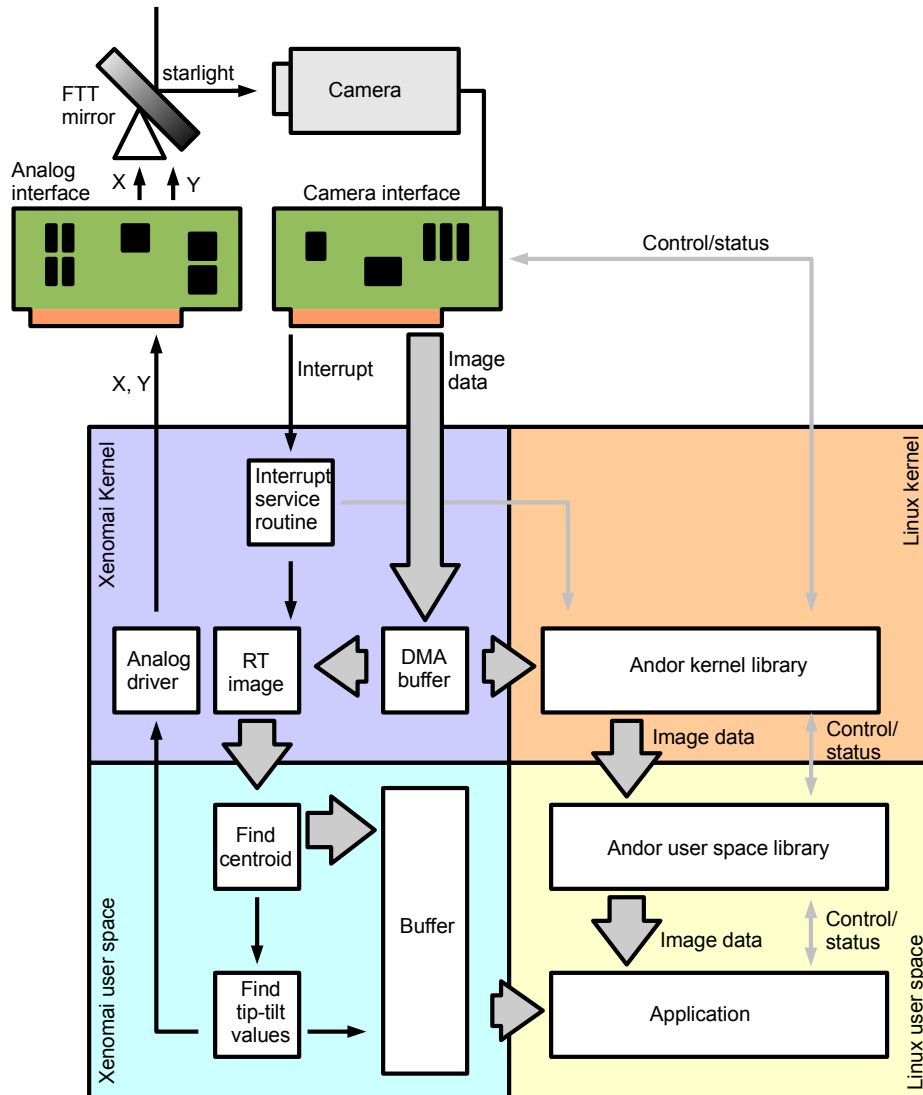 starlight
FTT
mirror
Camera
Analog
interface
X
Y
Camera interface
Control/status
Interrupt
Image
data
X, Y
Xenomai Kernel
Linux kernel
Interrupt
service
routine
Analog
driver
RT
image
DMA
buffer
Andor kernel library
Image data
Control/
status
Xenomai user space
Linux user space
Find
centroid
Buffer
Andor user space library
Image data
Control/
status
Find
tip-tilt
values
Application